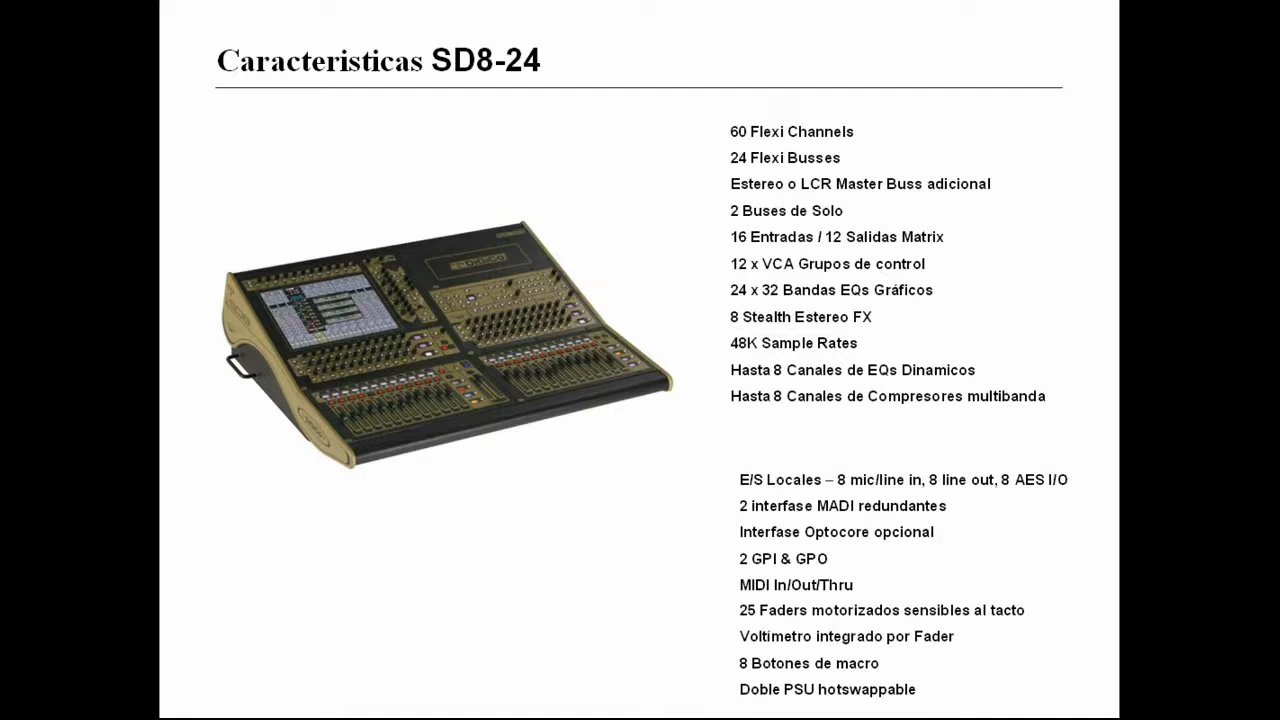 Caracteristicas SD8-24
60 Flexi Channels
24 Flexi Busses
Estereo o LCR Master Buss adicional
2 Buses de Solo
16 Entradas / 12 Salidas Matrix
12 x VCA Grupos de control
24 x 32 Bandas EQs Gráficos
8 Stealth Estereo FX
48K Sample Rates
Hasta 8 Canales de EQs Dinamicos
Hasta 8 Canales de Compresores multibanda
DiGiCo
E/S Locales – 8 mic/line in, 8 line out, 8 AES I/O
2 interfase MADI redundantes
Interfase Optocore opcional
2 GPI & GPO
MIDI In/Out/Thru
25 Faders motorizados sensibles al tacto
Voltímetro integrado por Fader
8 Botones de macro
Doble PSU hotswappable